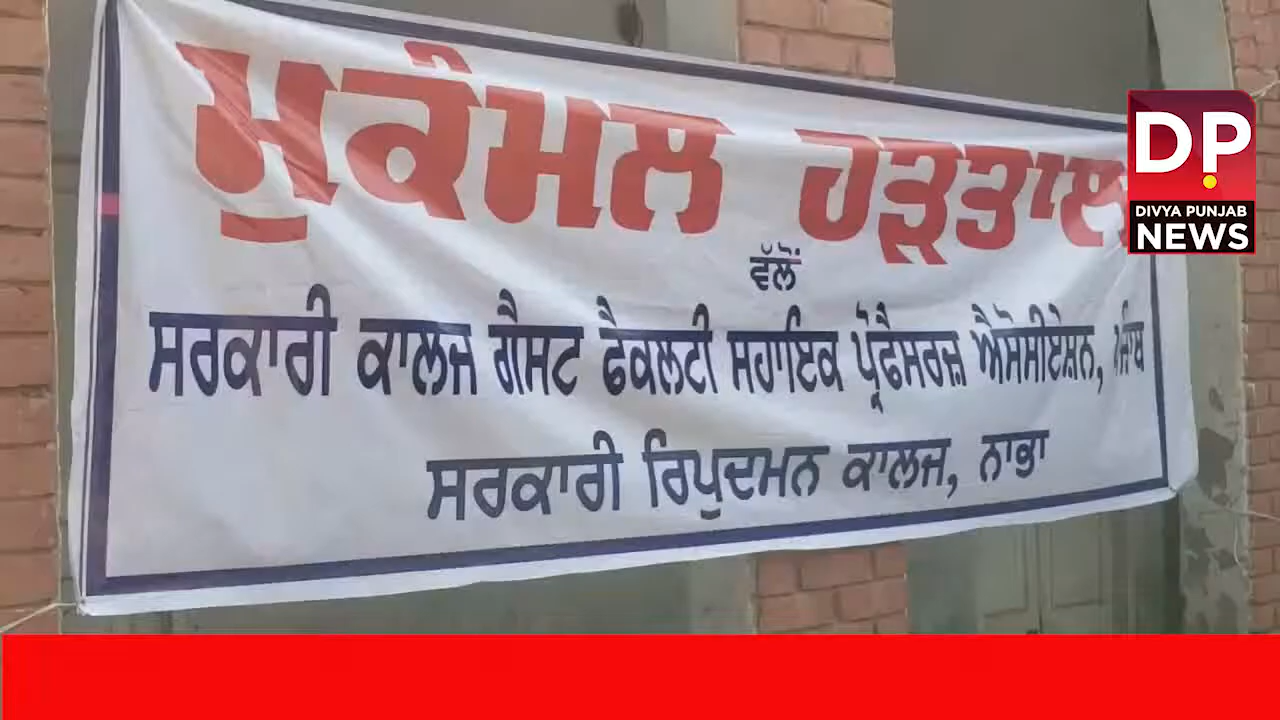 ਮੁਕੰਮਲ ਹੜਤਾਲ
ਵੱਲੋਂ
ਸਰਕਾਰੀ ਕਾਲਜ ਗੈਸਟ ਫੈਕਲਟੀ ਸਹਾਇਕ ਪ੍ਰੋਫੈਸਰਜ਼ ਐਸੋਸੀਏਸ਼ਨ, ਪੰਜਾਬ
ਸਰਕਾਰੀ ਰਿਪੁਦਮਨ ਕਾਲਜ, ਨਾਭਾ
DP
DIVYA PUNJAB
NEWS